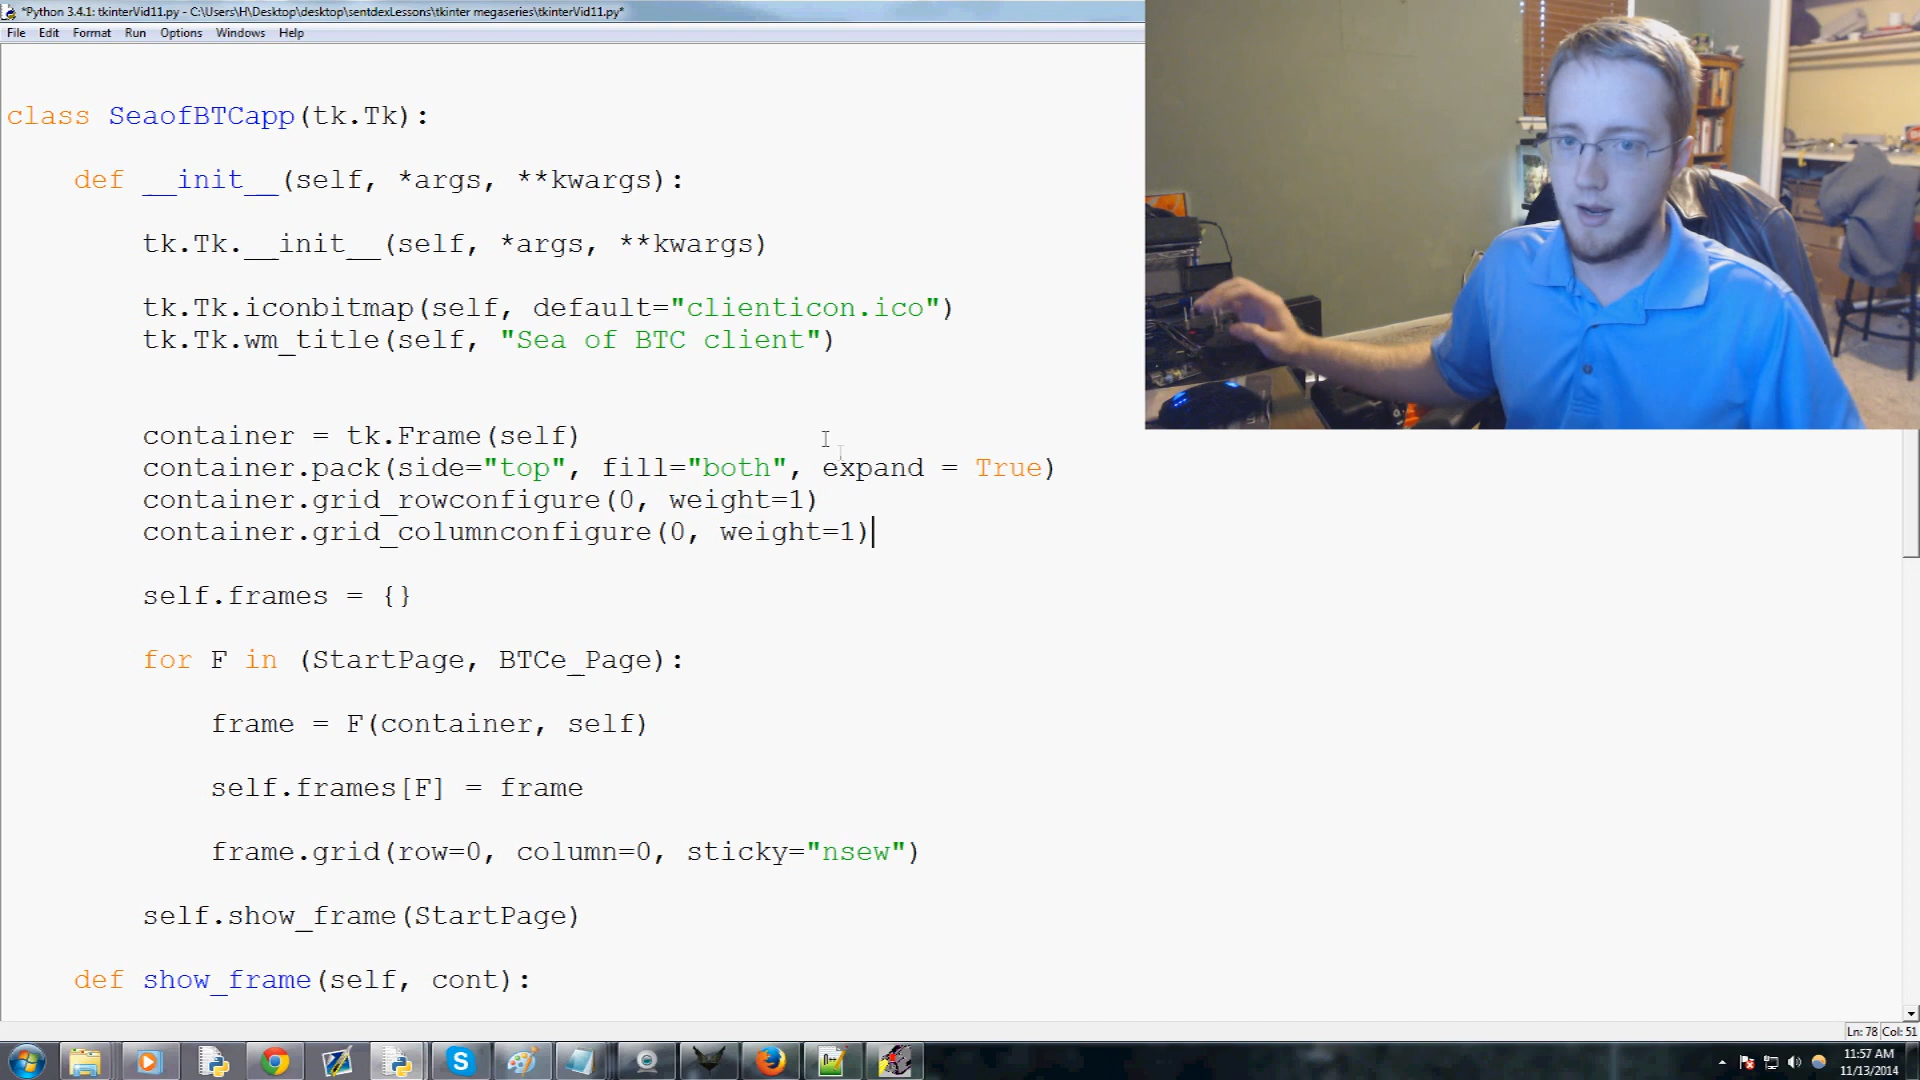 *Python 3.4.1: tkinterVid11.py - C:\Users\H\Desktop\desktop\sentdexLessons\tkinter megaseries\tkinterVid11.py*
File Edit Format Run Options Windows Help
class SeaofBTCapp(tk.Tk):
def __init__(self, *args, **kwargs):
tk.Tk.__init__(self, *args, **kwargs)
tk.Tk.iconbitmap(self, default="clienticon.ico")
tk.Tk.wm_title(self, "Sea of BTC client")
container = tk.Frame(self)
container.pack(side="top", fill="both", expand = True)
container.grid_rowconfigure(0, weight=1)
container.grid_columnconfigure(0, weight=1)
self.frames = {}
for F in (StartPage, BTCe_Page):
frame = F(container, self)
self.frames[F] = frame
frame.grid(row=0, column=0, sticky="nsew")
self.show_frame(StartPage)
def show_frame(self, cont):
Ln: 78 Col: 51
11:57 AM
11/13/2014